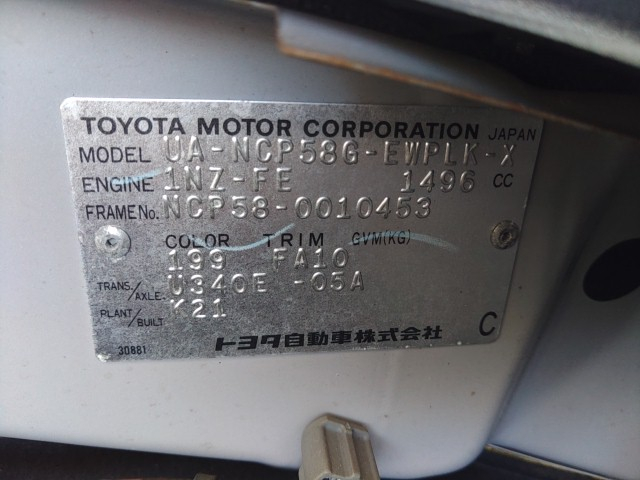 TOYOTA MOTOR CORPORATION JAPAN
MODEL UA-NCP58G-EWPLK-X
ENGINE 1NZ-FE 1496 CC
FRAME No. NCP58-0010453
COLOR TRIM GVM(KG)
199 FA10
TRANS./AXLE. U340E -05A
PLANT/BUILT K21
30881 トヨタ自動車株式会社 C